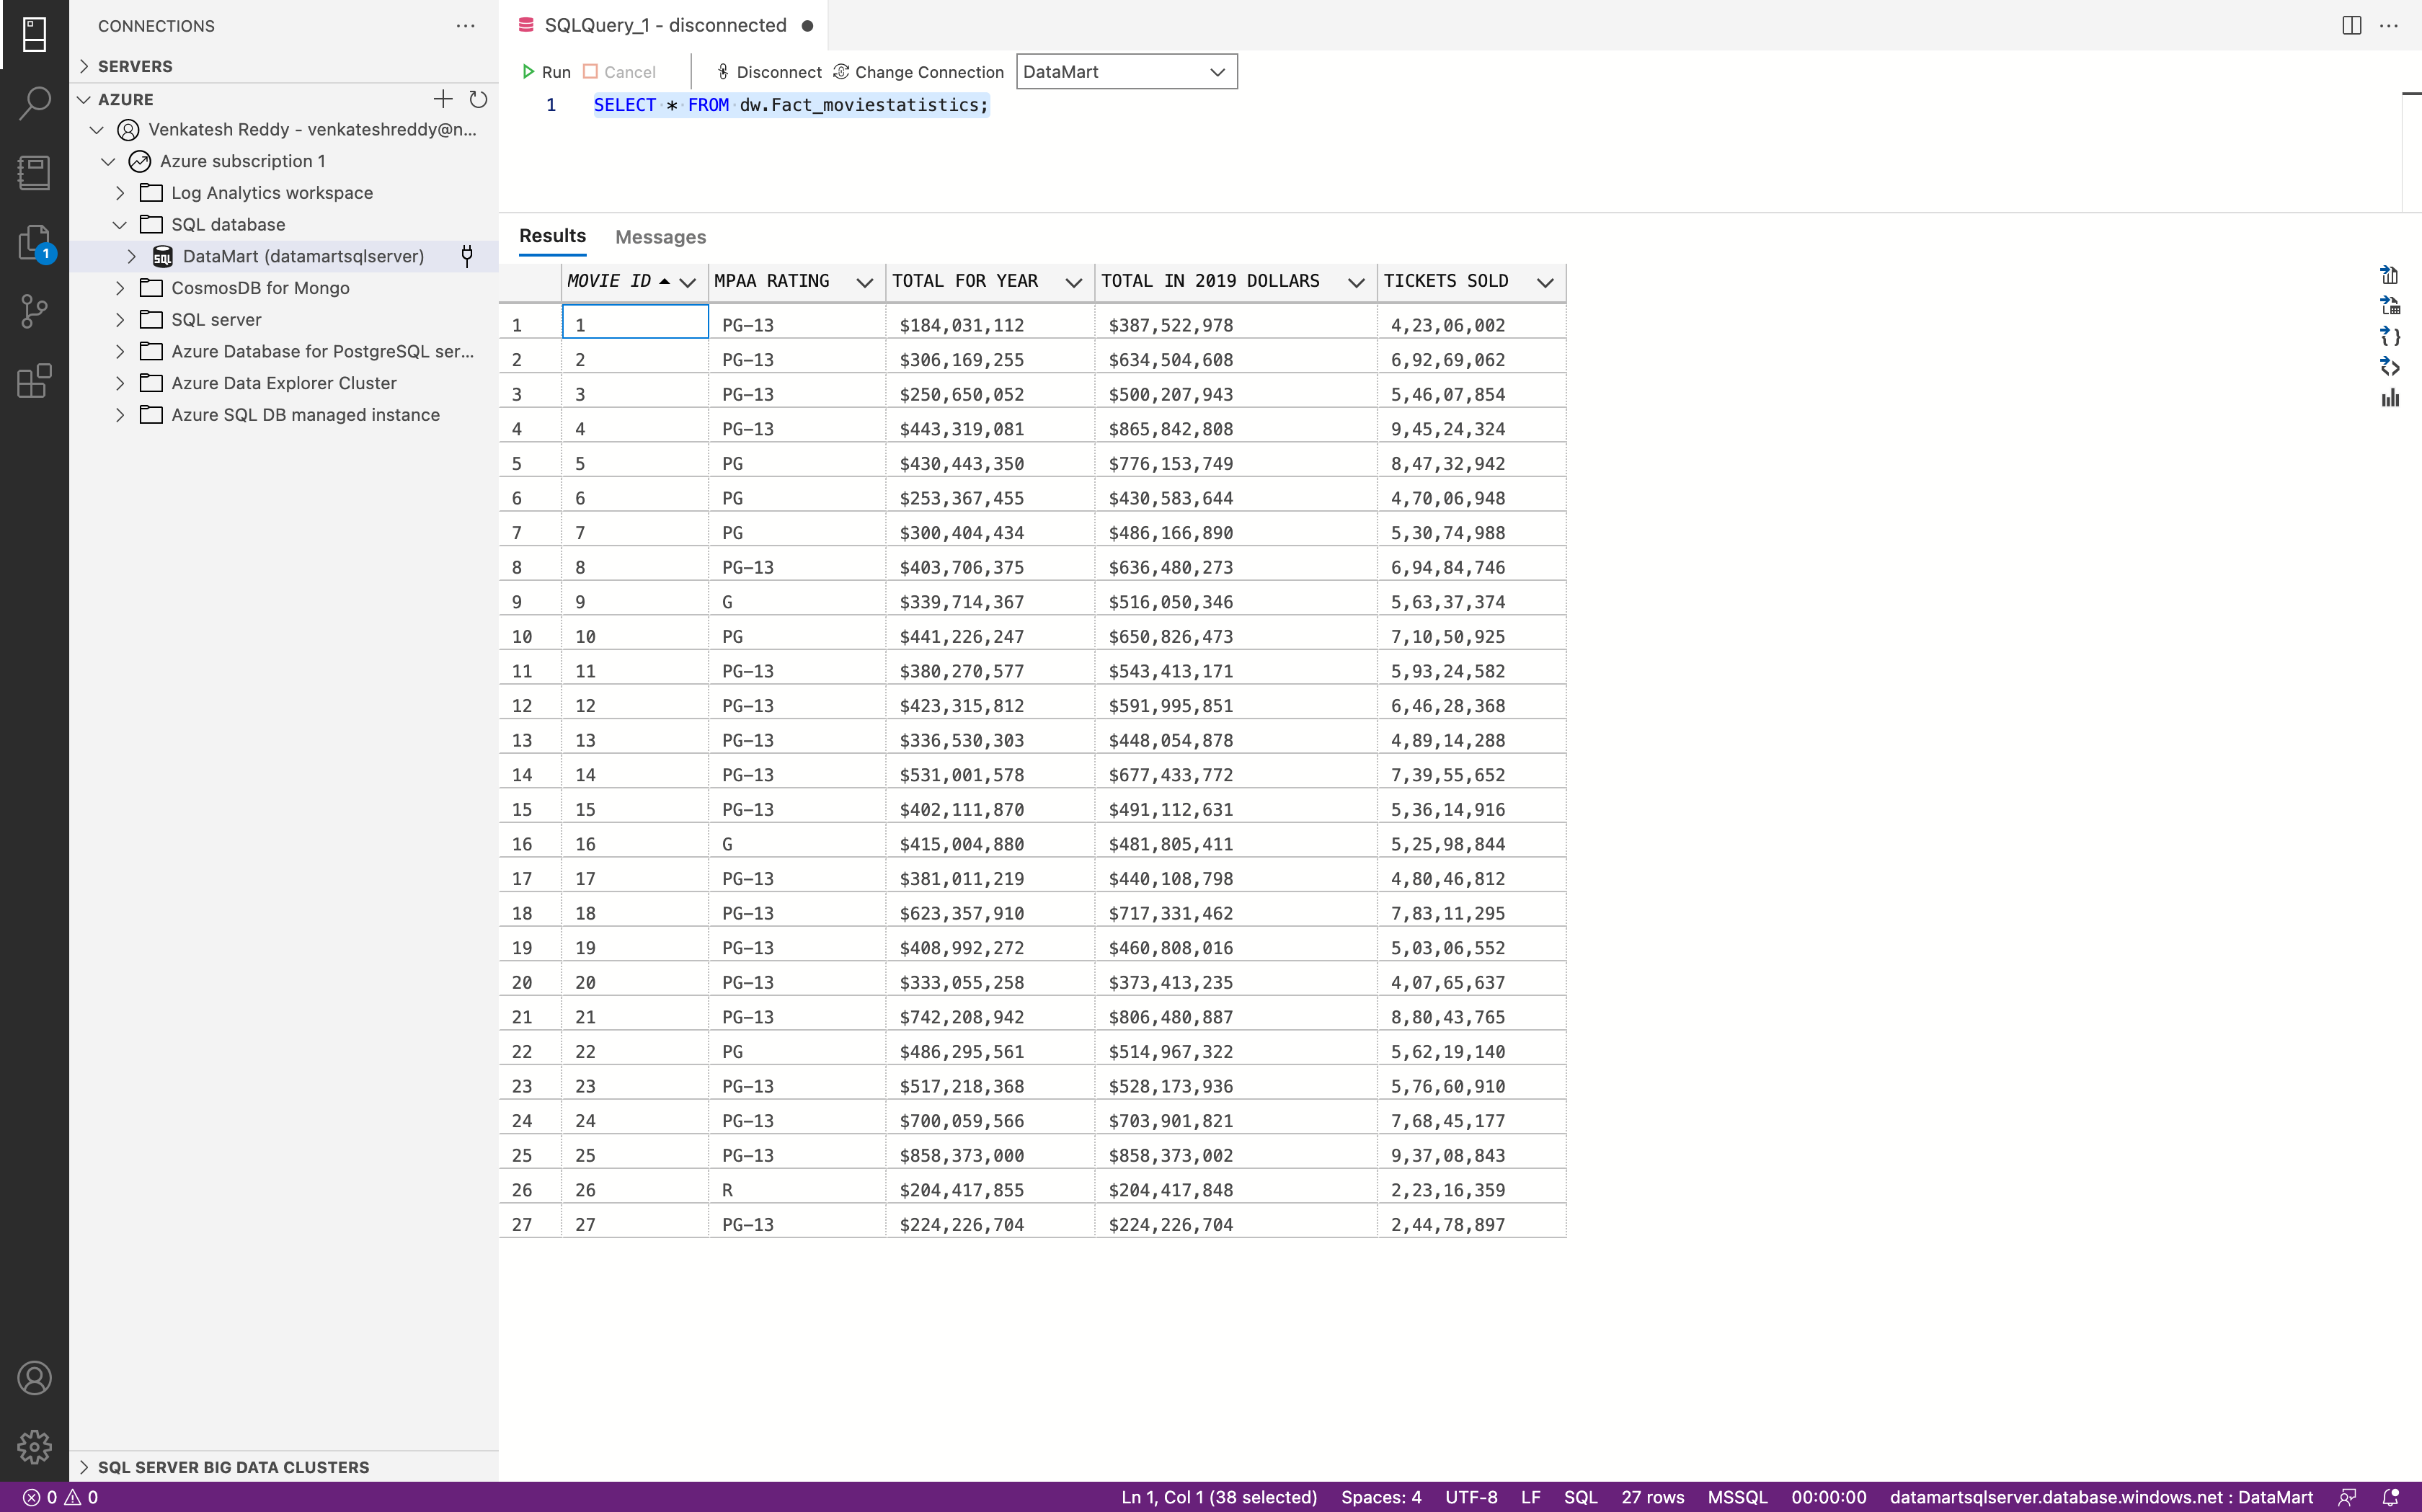 CONNECTIONS
SERVERS
AZURE
Venkatesh Reddy - venkateshreddy@n...
Azure subscription 1
Log Analytics workspace
SQL database
DataMart (datamartsqlserver)
CosmosDB for Mongo
SQL server
Azure Database for PostgreSQL ser...
Azure Data Explorer Cluster
Azure SQL DB managed instance
SQL SERVER BIG DATA CLUSTERS
1
SQLQuery_1 - disconnected
Run Cancel Disconnect Change Connection DataMart
1 SELECT * FROM dw.Fact_moviestatistics;
Results Messages
MOVIE ID MPAA RATING TOTAL FOR YEAR TOTAL IN 2019 DOLLARS TICKETS SOLD
1 1 PG-13 $184,031,112 $387,522,978 4,23,06,002
2 2 PG-13 $306,169,255 $634,504,608 6,92,69,062
3 3 PG-13 $250,650,052 $500,207,943 5,46,07,854
4 4 PG-13 $443,319,081 $865,842,808 9,45,24,324
5 5 PG $430,443,350 $776,153,749 8,47,32,942
6 6 PG $253,367,455 $430,583,644 4,70,06,948
7 7 PG $300,404,434 $486,166,890 5,30,74,988
8 8 PG-13 $403,706,375 $636,480,273 6,94,84,746
9 9 G $339,714,367 $516,050,346 5,63,37,374
10 10 PG $441,226,247 $650,826,473 7,10,50,925
11 11 PG-13 $380,270,577 $543,413,171 5,93,24,582
12 12 PG-13 $423,315,812 $591,995,851 6,46,28,368
13 13 PG-13 $336,530,303 $448,054,878 4,89,14,288
14 14 PG-13 $531,001,578 $677,433,772 7,39,55,652
15 15 PG-13 $402,111,870 $491,112,631 5,36,14,916
16 16 G $415,004,880 $481,805,411 5,25,98,844
17 17 PG-13 $381,011,219 $440,108,798 4,80,46,812
18 18 PG-13 $623,357,910 $717,331,462 7,83,11,295
19 19 PG-13 $408,992,272 $460,808,016 5,03,06,552
20 20 PG-13 $333,055,258 $373,413,235 4,07,65,637
21 21 PG-13 $742,208,942 $806,480,887 8,80,43,765
22 22 PG $486,295,561 $514,967,322 5,62,19,140
23 23 PG-13 $517,218,368 $528,173,936 5,76,60,910
24 24 PG-13 $700,059,566 $703,901,821 7,68,45,177
25 25 PG-13 $858,373,000 $858,373,002 9,37,08,843
26 26 R $204,417,855 $204,417,848 2,23,16,359
27 27 PG-13 $224,226,704 $224,226,704 2,44,78,897
0 0 Ln 1, Col 1 (38 selected) Spaces: 4 UTF-8 LF SQL 27 rows MSSQL 00:00:00 datamartsqlserver.database.windows.net : DataMart